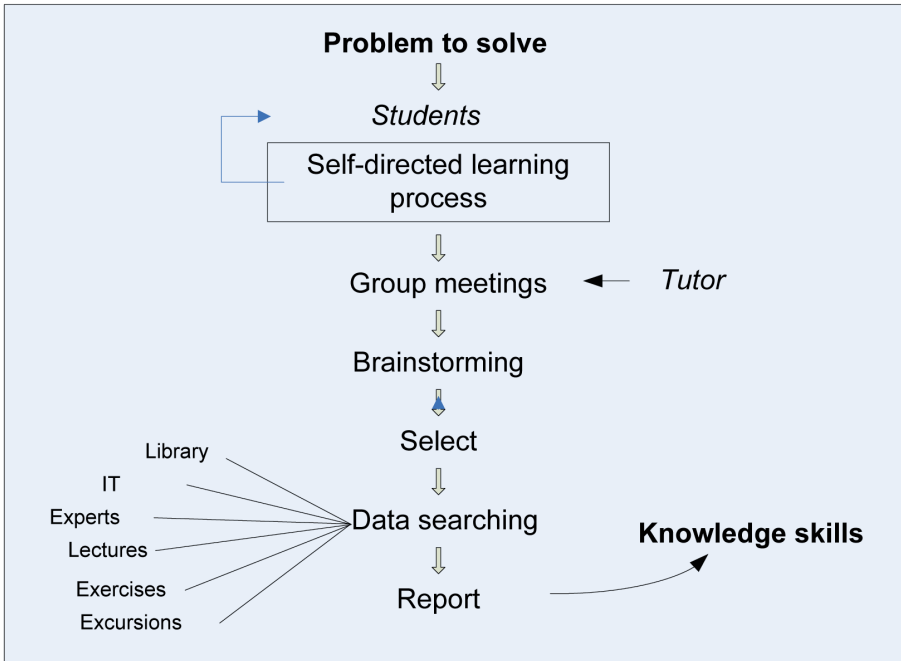 Problem to solve
Students
Self-directed learning
process
Group meetings
Tutor
Brainstorming
Select
Library
IT
Experts
Lectures
Exercises
Excursions
Data searching
Report
Knowledge skills